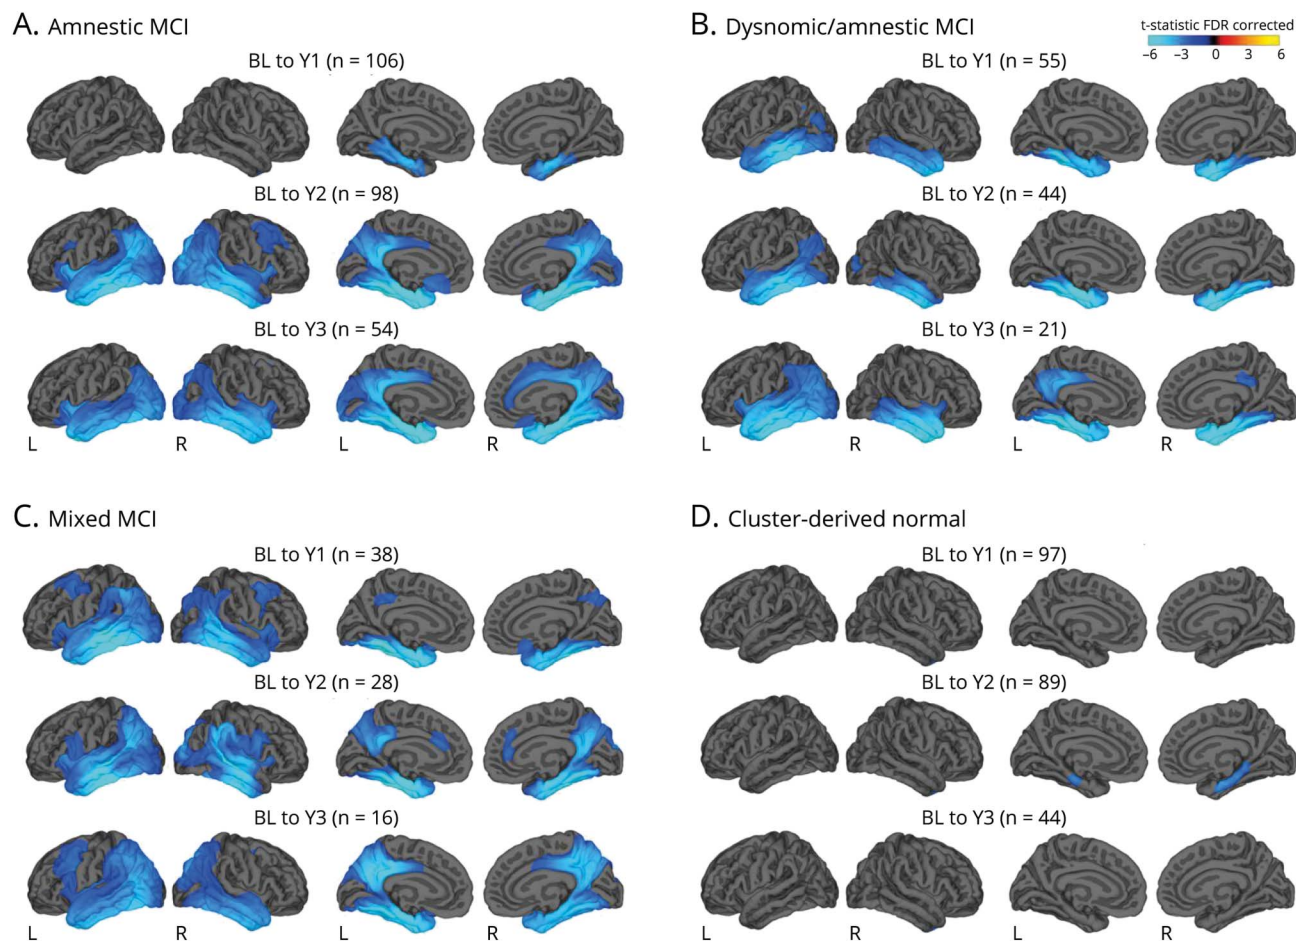 A. Amnestic MCI
BL to Y1 (n = 106)
BL to Y2 (n = 98)
BL to Y3 (n = 54)
L R L R
B. Dysnomic/amnestic MCI
t-statistic FDR corrected
−6 −3 0 3 6
BL to Y1 (n = 55)
BL to Y2 (n = 44)
BL to Y3 (n = 21)
L R L R
C. Mixed MCI
BL to Y1 (n = 38)
BL to Y2 (n = 28)
BL to Y3 (n = 16)
L R L R
D. Cluster-derived normal
BL to Y1 (n = 97)
BL to Y2 (n = 89)
BL to Y3 (n = 44)
L R L R